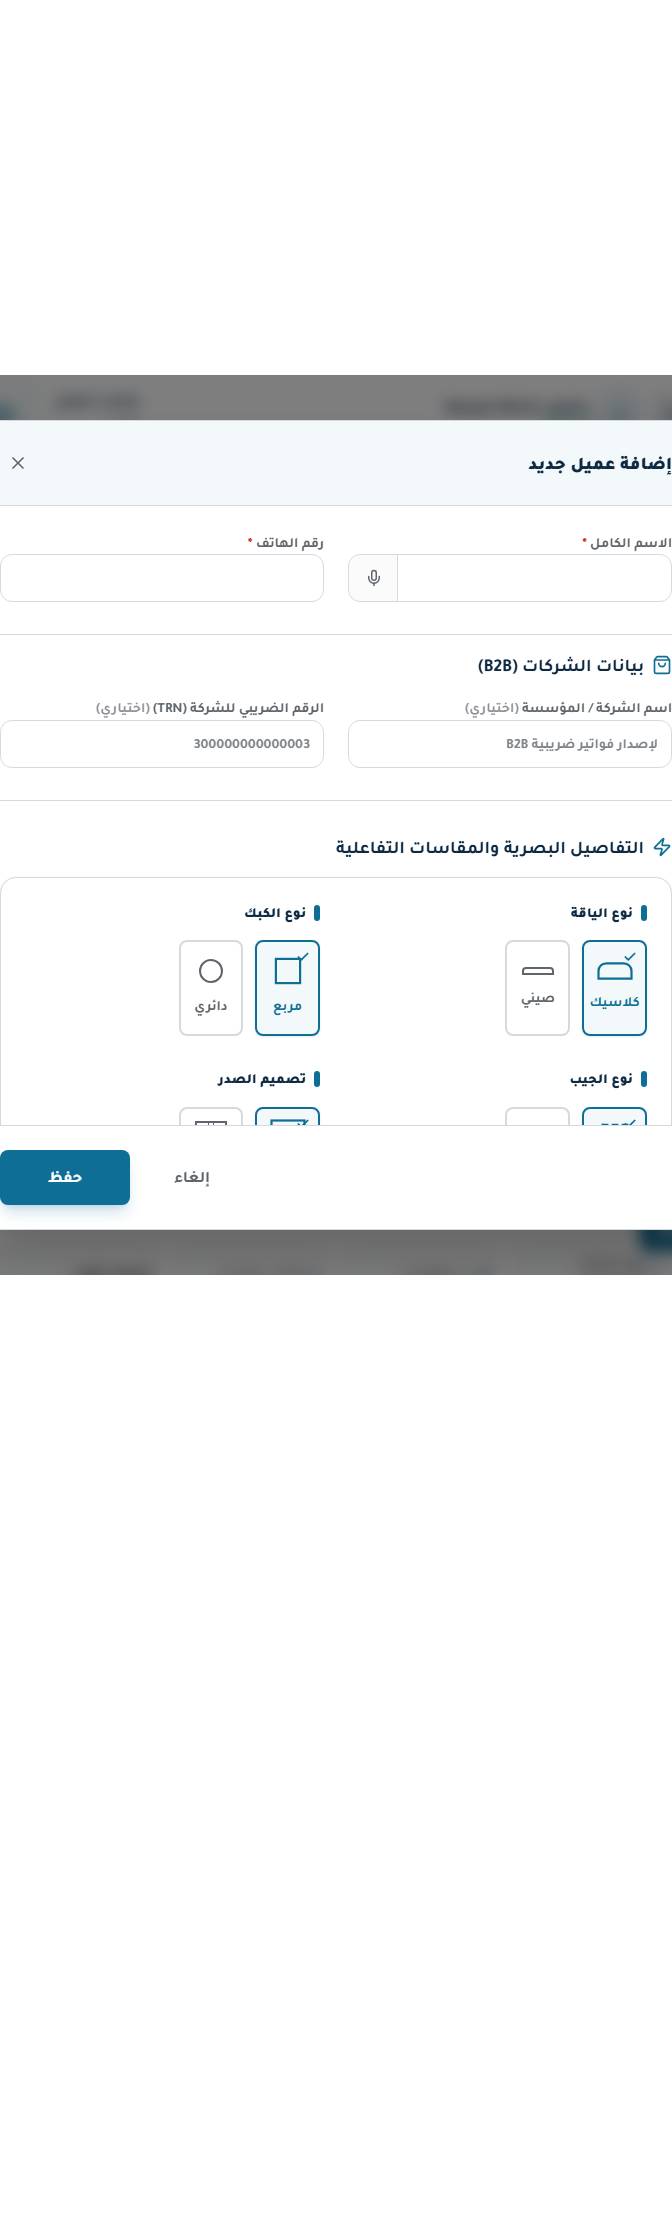 إضافة عميل جديد
الاسم الكامل *
رقم الهاتف *
بيانات الشركات (B2B)
اسم الشركة / المؤسسة (اختياري)
الرقم الضريبي للشركة (TRN) (اختياري)
لإصدار فواتير ضريبية B2B
300000000000003
التفاصيل البصرية والمقاسات التفاعلية
نوع الياقة
نوع الكبك
كلاسيك
صيني
مربع
دائري
نوع الجيب
تصميم الصدر
إلغاء
حفظ